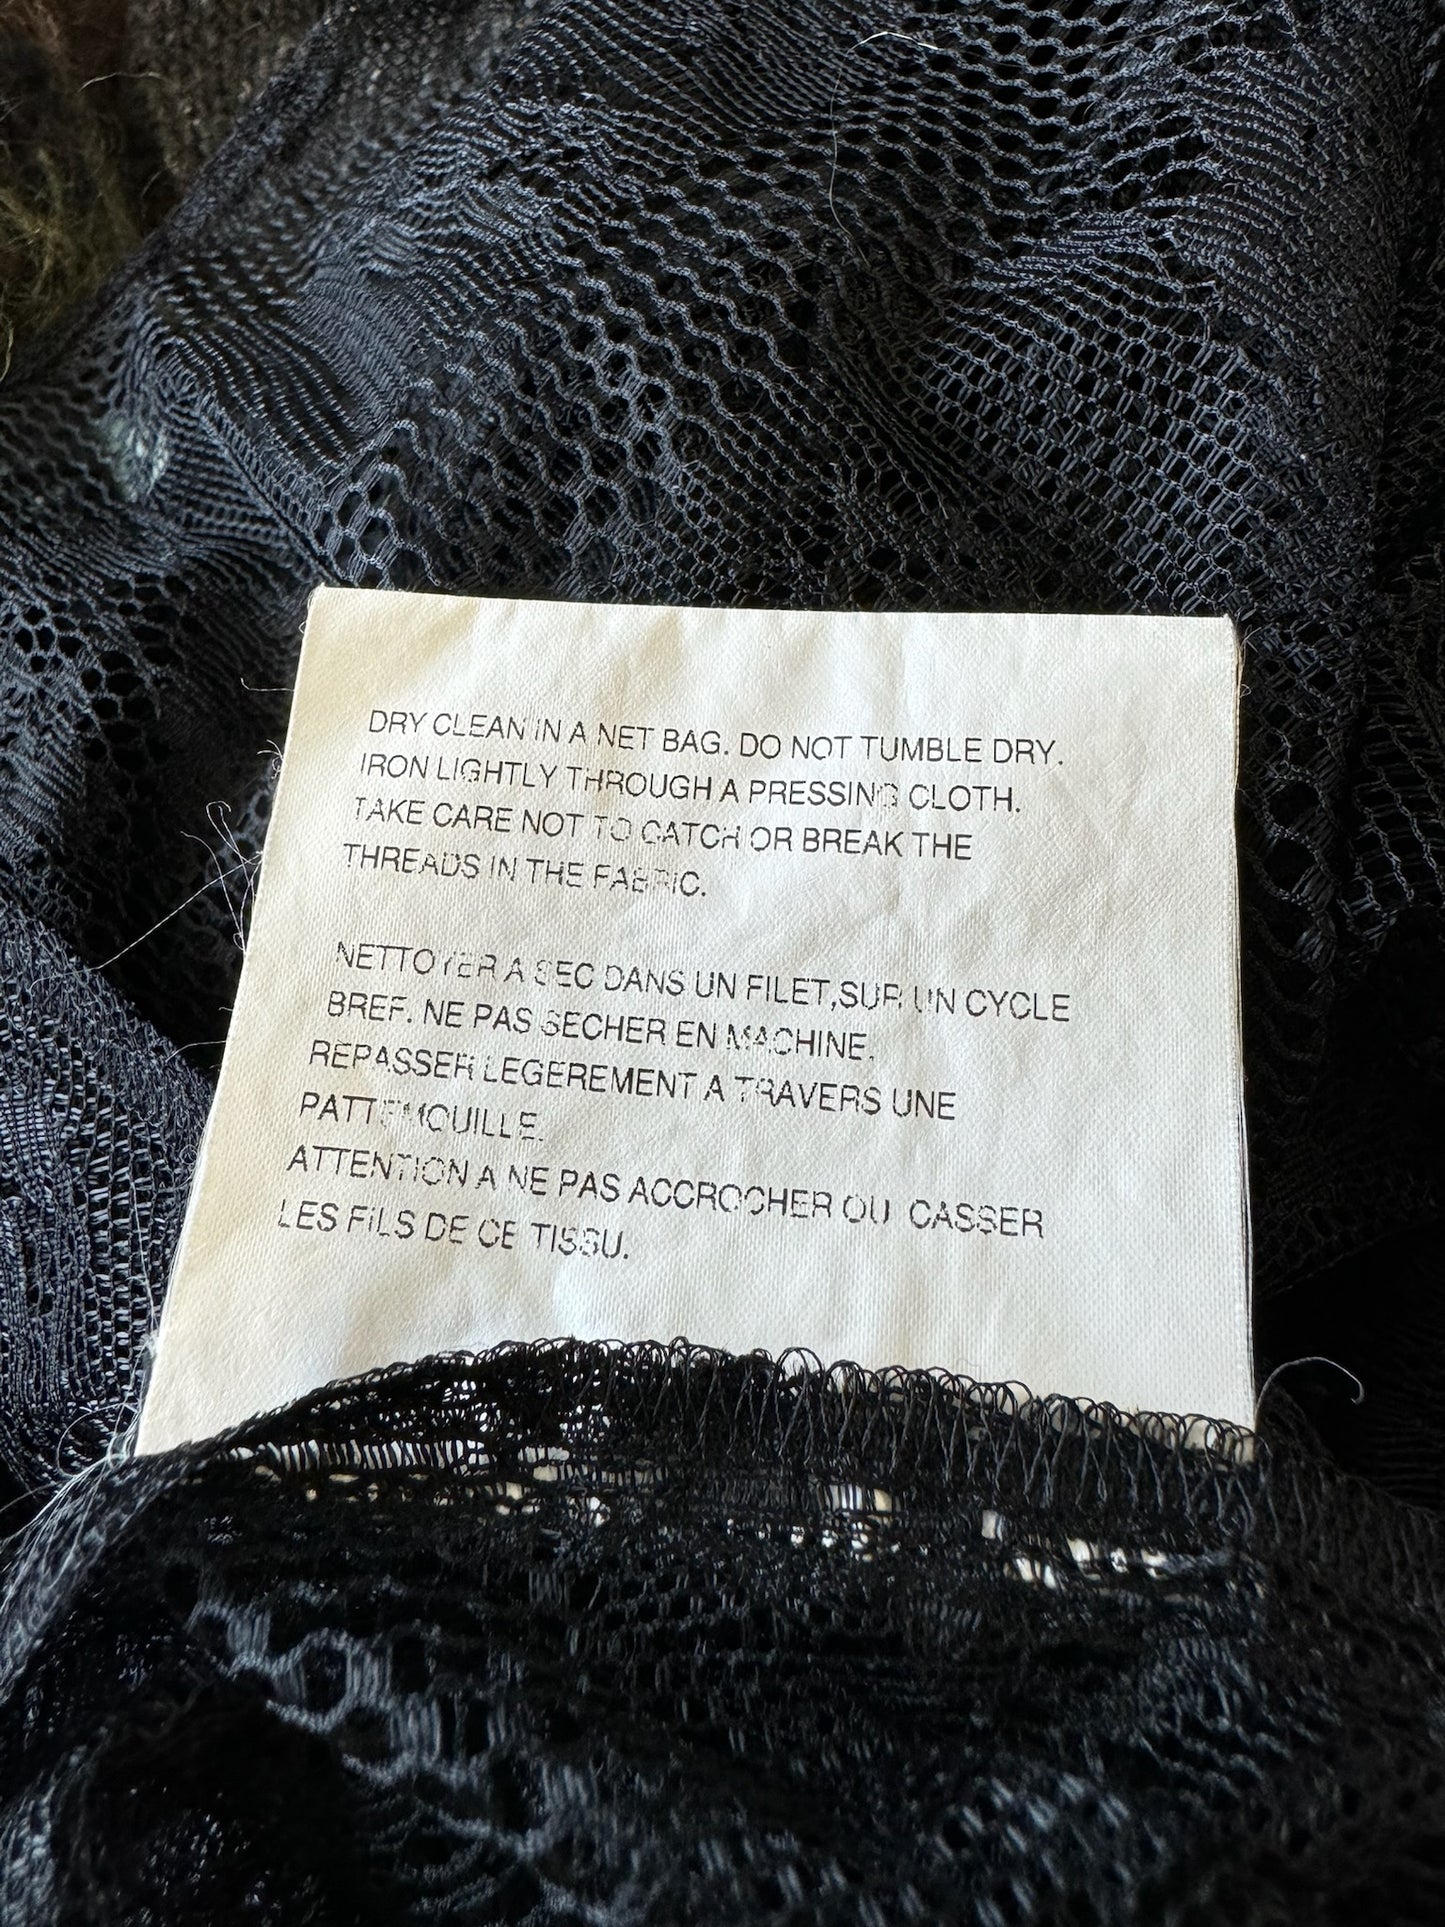 DRY CLEAN IN A NET BAG. DO NOT TUMBLE DRY.
IRON LIGHTLY THROUGH A PRESSING CLOTH.
TAKE CARE NOT TO CATCH OR BREAK THE
THREADS IN THE FABRIC.
NETTOYER A SEC DANS UN FILET,SUR UN CYCLE
BREF. NE PAS SECHER EN MACHINE.
REPASSER LEGEREMENT A TRAVERS UNE
PATTEMOUILLE.
ATTENTION A NE PAS ACCROCHER OU CASSER
LES FILS DE CE TISSU.